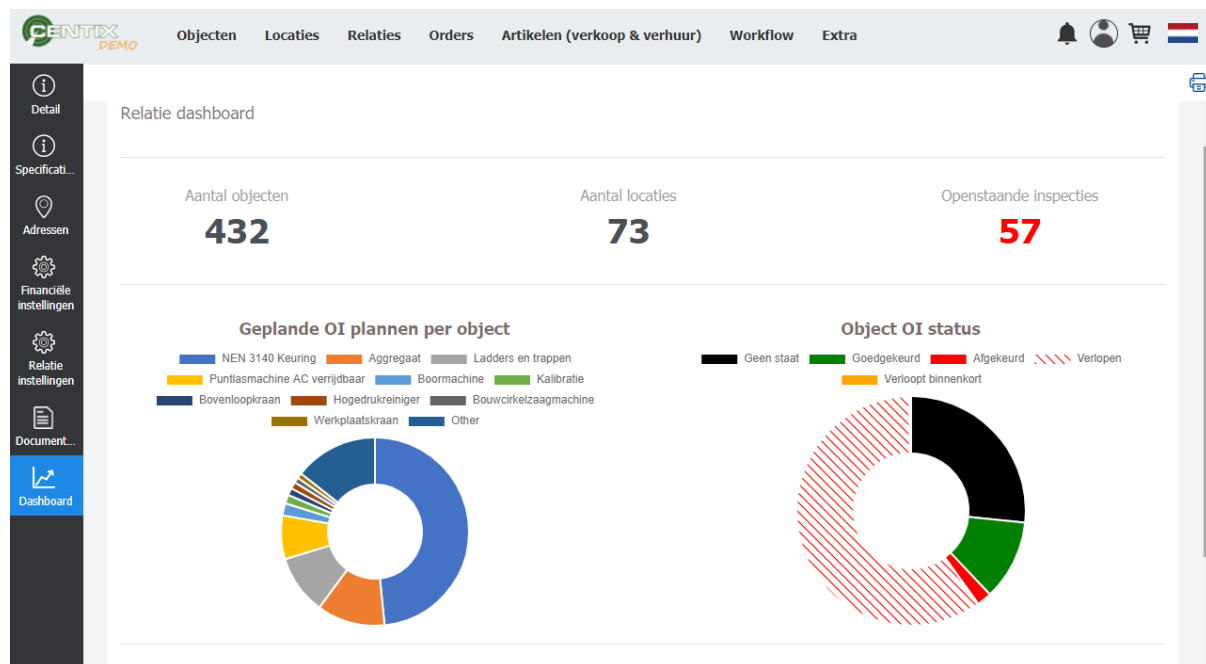 CENTIX
DEMO
Objecten Locaties Relaties Orders Artikelen (verkoop & verhuur) Workflow Extra
Detail
Specificati...
Adressen
Financiële
instellingen
Relatie
instellingen
Document...
Dashboard
Relatie dashboard
Aantal objecten Aantal locaties Openstaande inspecties
432 73 57
Geplande OI plannen per object
NEN 3140 Keuring Aggregaat Ladders en trappen
Puntlasmachine AC verrijdbaar Boormachine Kalibratie
Bovenloopkraan Hogedrukreiniger Bouwcirkelzaagmachine
Werkplaatskraan Other
Object OI status
Geen staat Goedgekeurd Afgekeurd Verlopen
Verloopt binnenkort